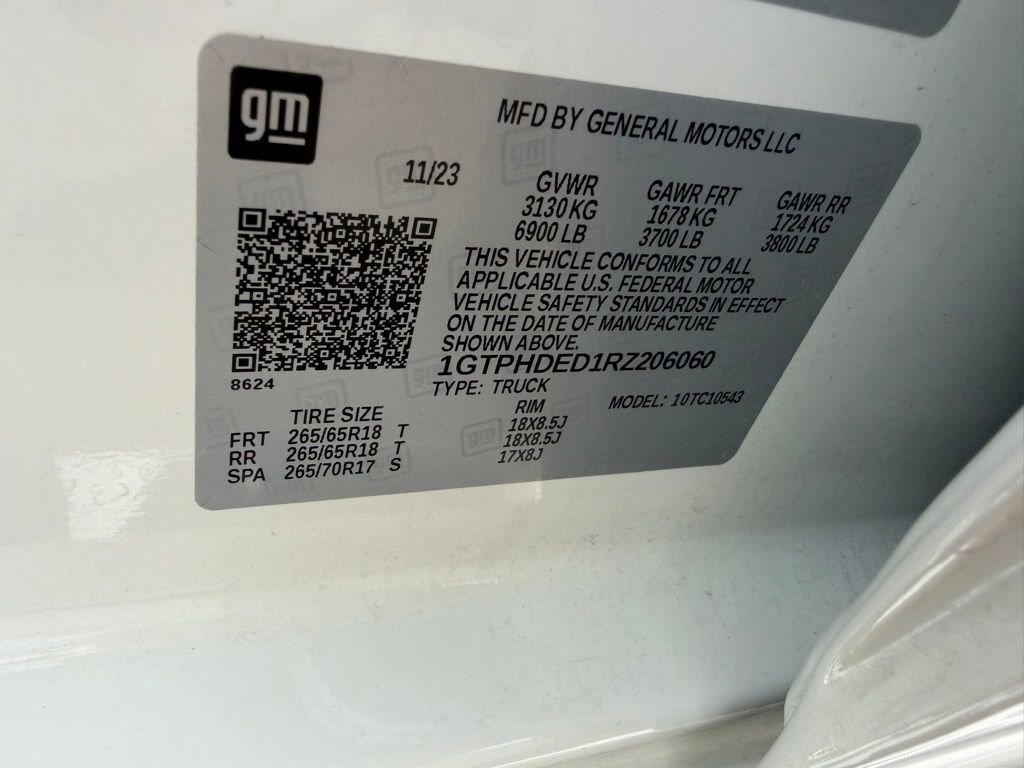 gm
MFD BY GENERAL MOTORS LLC
11/23
GVWR GAWR FRT GAWR RR
3130 KG 1678 KG 1724 KG
6900 LB 3700 LB 3800 LB
THIS VEHICLE CONFORMS TO ALL
APPLICABLE U.S. FEDERAL MOTOR
VEHICLE SAFETY STANDARDS IN EFFECT
ON THE DATE OF MANUFACTURE
SHOWN ABOVE.
1GTPHDED1RZ206060
8624
TYPE: TRUCK MODEL: 10TC10543
TIRE SIZE RIM
FRT 265/65R18 T 18X8.5J
RR 265/65R18 T 18X8.5J
SPA 265/70R17 S 17X8J